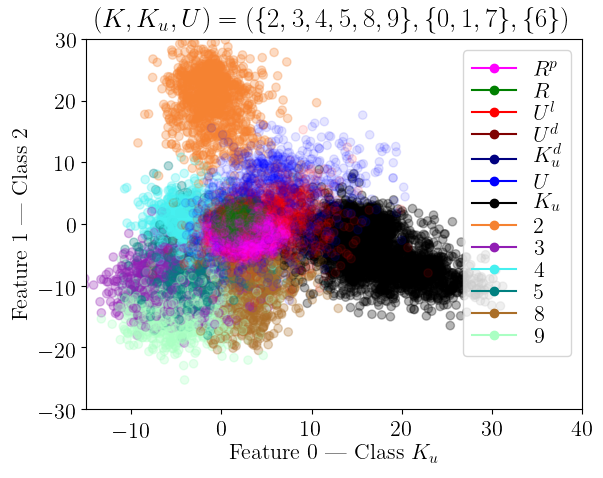 (K, K_u, U) = ({2, 3, 4, 5, 8, 9}, {0, 1, 7}, {6})
30
20
10
0
−10
−20
−30
Feature 1 — Class 2
R^p
R
U^l
U^d
K_u^d
U
K_u
2
3
4
5
8
9
−10
0
10
20
30
40
Feature 0 — Class K_u